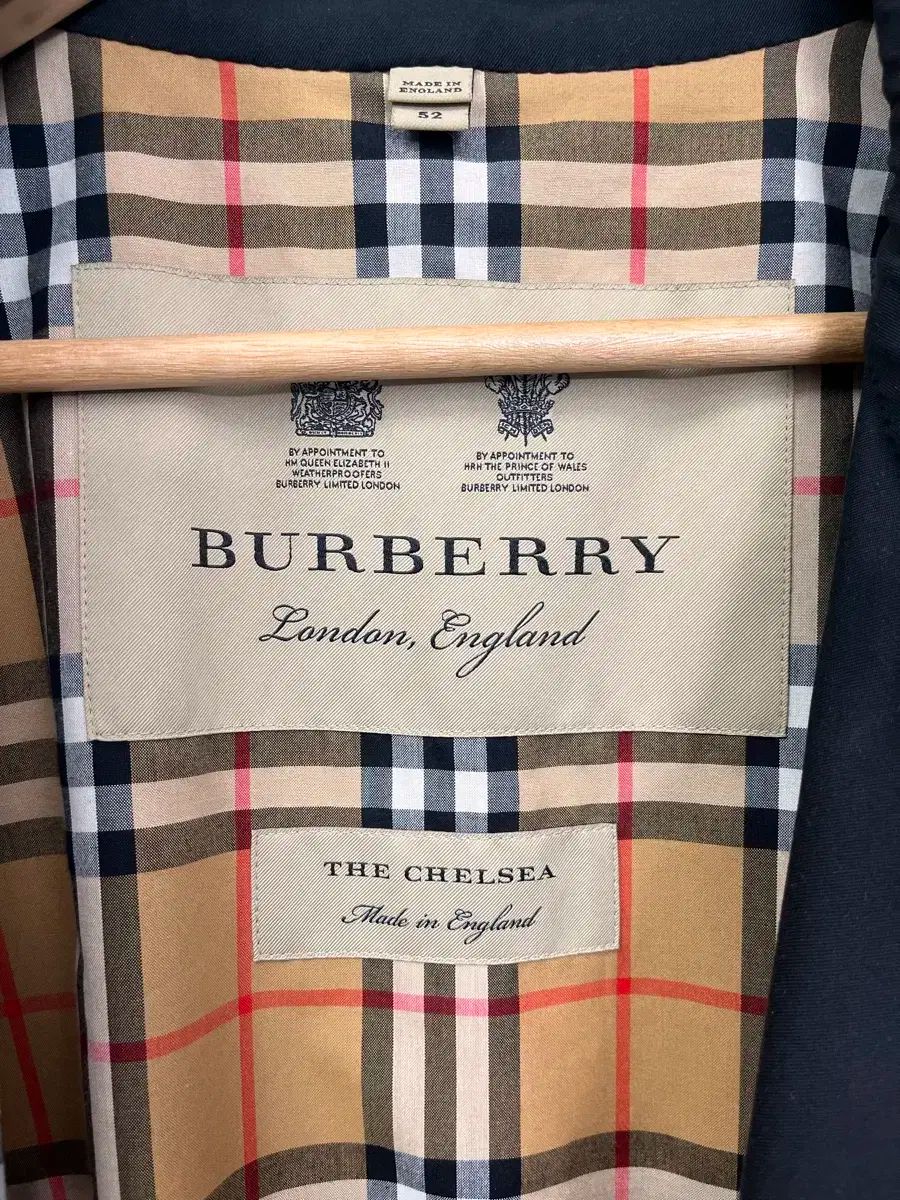 MADE IN
ENGLAND
52
BY APPOINTMENT TO
HM QUEEN ELIZABETH II
WEATHERPROOFERS
BURBERRY LIMITED LONDON
BY APPOINTMENT TO
HRH THE PRINCE OF WALES
OUTFITTERS
BURBERRY LIMITED LONDON
BURBERRY
London, England
THE CHELSEA
Made in England